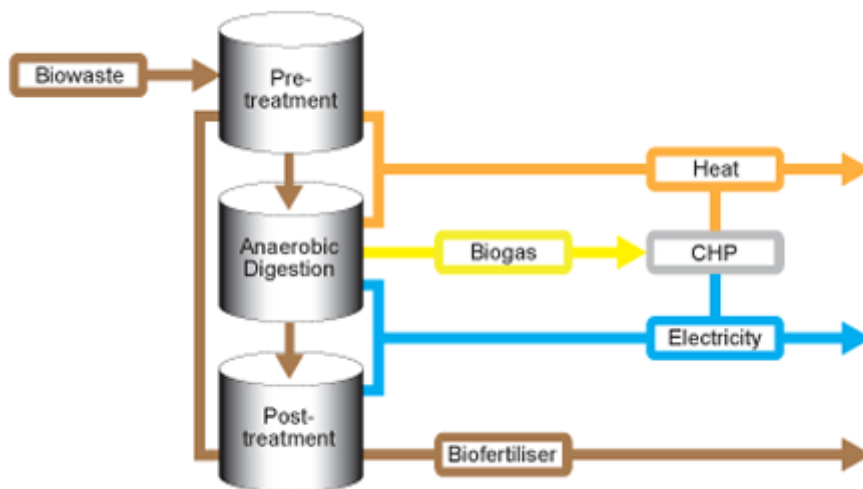 Biowaste
Pre-
treatment
Heat
Anaerobic
Digestion
Biogas
CHP
Electricity
Post-
treatment
Biofertiliser